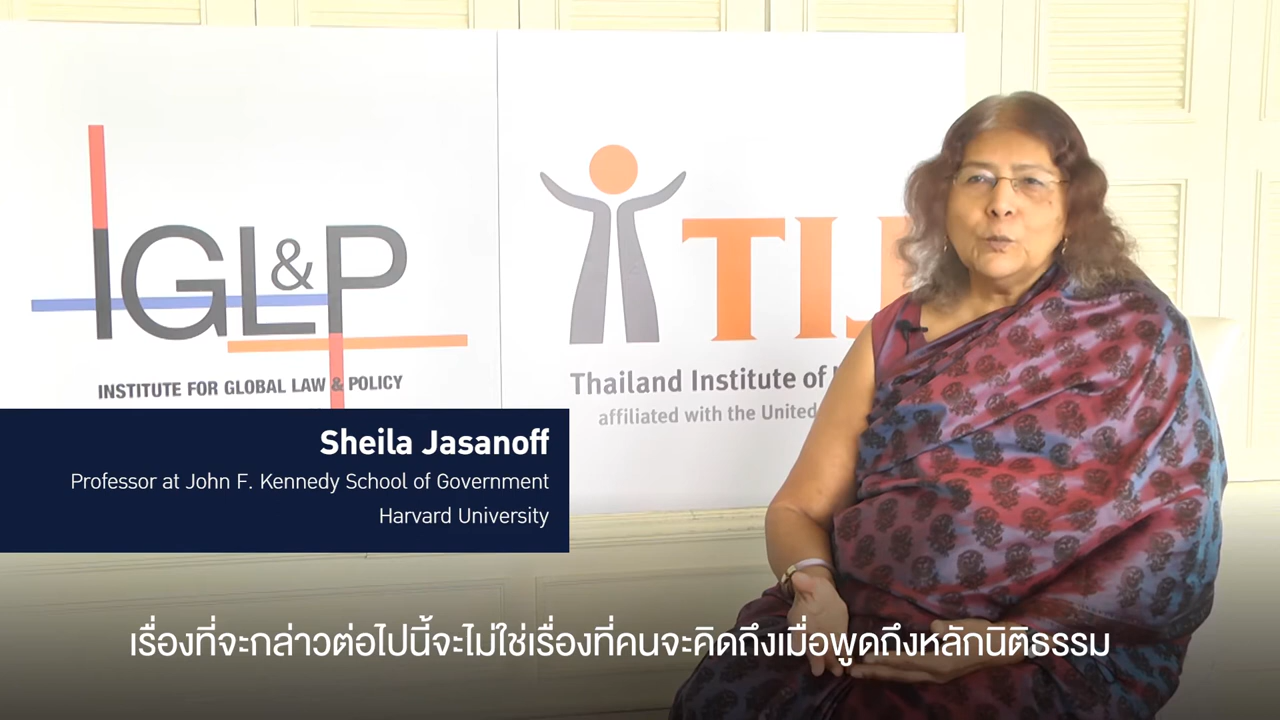 IGL&P
INSTITUTE FOR GLOBAL LAW & POLICY
TIJ
Thailand Institute of
affiliated with the United
Sheila Jasanoff
Professor at John F. Kennedy School of Government
Harvard University
เรื่องที่จะกล่าวต่อไปนี้จะไม่ใช่เรื่องที่คนจะคิดถึงเมื่อพูดถึงหลักนิติธรรม